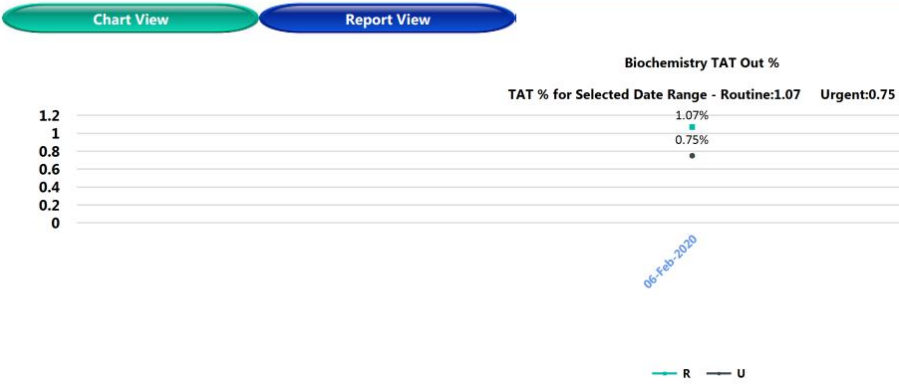 Chart View Report View
Biochemistry TAT Out %
TAT % for Selected Date Range - Routine:1.07 Urgent:0.75
1.2
1
0.8
0.6
0.4
0.2
0
1.07%
0.75%
06-Feb-2020
R U